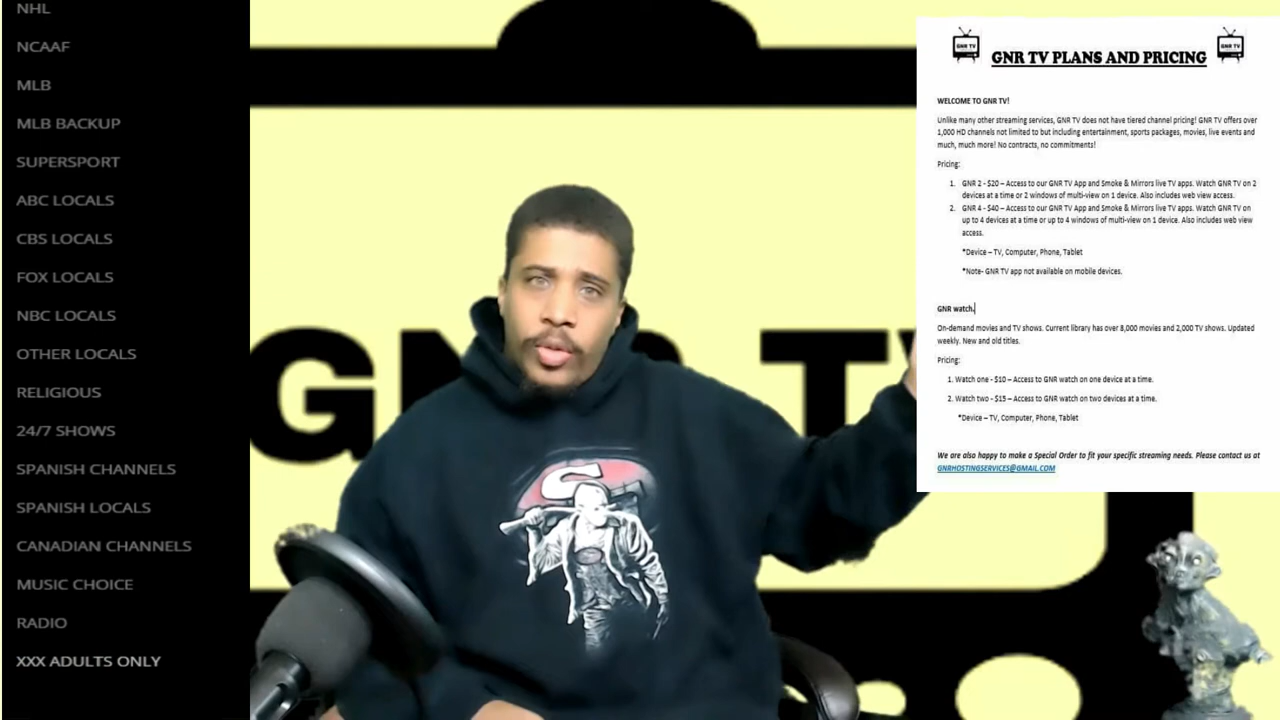 NHL
NCAAF
MLB
MLB BACKUP
SUPERSPORT
ABC LOCALS
CBS LOCALS
FOX LOCALS
NBC LOCALS
OTHER LOCALS
RELIGIOUS
24/7 SHOWS
SPANISH CHANNELS
SPANISH LOCALS
CANADIAN CHANNELS
MUSIC CHOICE
RADIO
XXX ADULTS ONLY
GNR TV
GNR TV
GNR TV PLANS AND PRICING
GNR TV
WELCOME TO GNR TV!
Unlike many other streaming services, GNR TV does not have tiered channel pricing! GNR TV offers over
1,000 HD channels not limited to but including entertainment, sports packages, movies, live events and
much, much more! No contracts, no commitments!
Pricing:
1. GNR 2 - $20 – Access to our GNR TV App and Smoke & Mirrors live TV apps. Watch GNR TV on 2
devices at a time or 2 windows of multi-view on 1 device. Also includes web view access.
2. GNR 4 - $40 – Access to our GNR TV App and Smoke & Mirrors live TV apps. Watch GNR TV on
up to 4 devices at a time or up to 4 windows of multi-view on 1 device. Also includes web view
access.
*Device – TV, Computer, Phone, Tablet
*Note- GNR TV app not available on mobile devices.
GNR watch.
On-demand movies and TV shows. Current library has over 8,000 movies and 2,000 TV shows. Updated
weekly. New and old titles.
Pricing:
1. Watch one - $10 – Access to GNR watch on one device at a time.
2. Watch two - $15 – Access to GNR watch on two devices at a time.
*Device – TV, Computer, Phone, Tablet
We are also happy to make a Special Order to fit your specific streaming needs. Please contact us at
GNRHOSTINGSERVICES@GMAIL.COM